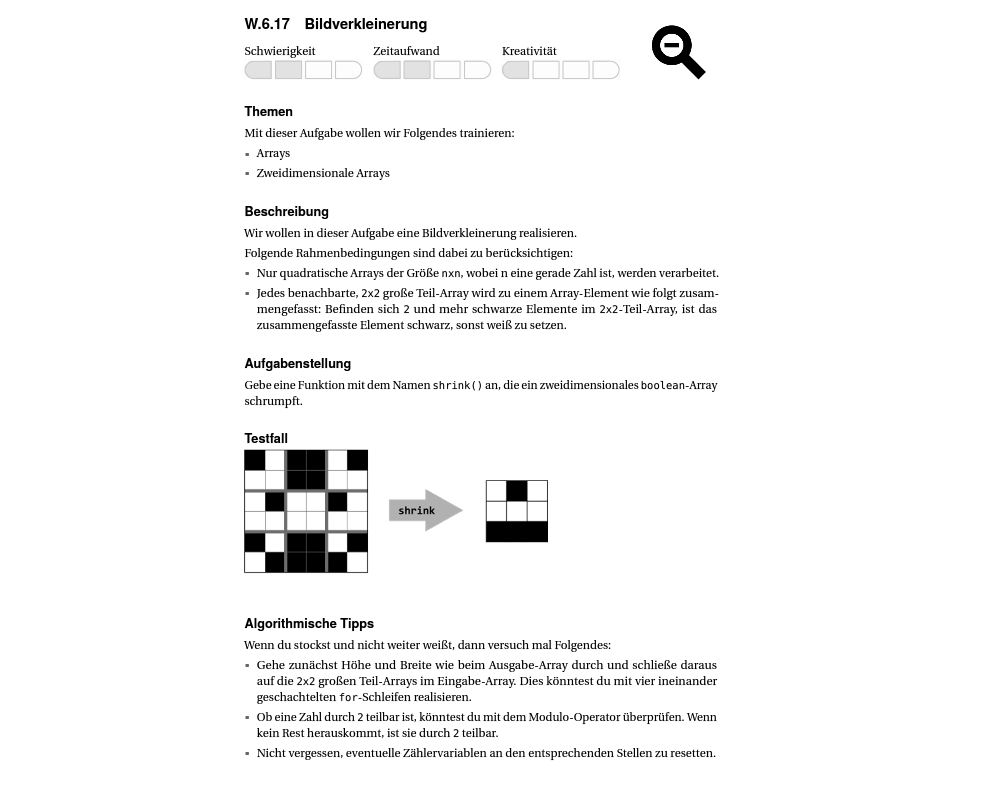 W.6.17 Bildverkleinerung
Schwierigkeit Zeitaufwand Kreativität
Themen
Mit dieser Aufgabe wollen wir Folgendes trainieren:
Arrays
Zweidimensionale Arrays
Beschreibung
Wir wollen in dieser Aufgabe eine Bildverkleinerung realisieren.
Folgende Rahmenbedingungen sind dabei zu berücksichtigen:
Nur quadratische Arrays der Größe nxn, wobei n eine gerade Zahl ist, werden verarbeitet.
Jedes benachbarte, 2x2 große Teil-Array wird zu einem Array-Element wie folgt zusam-
mengefasst: Befinden sich 2 und mehr schwarze Elemente im 2x2-Teil-Array, ist das
zusammengefasste Element schwarz, sonst weiß zu setzen.
Aufgabenstellung
Gebe eine Funktion mit dem Namen shrink() an, die ein zweidimensionales boolean-Array
schrumpft.
Testfall
shrink
Algorithmische Tipps
Wenn du stockst und nicht weiter weißt, dann versuch mal Folgendes:
Gehe zunächst Höhe und Breite wie beim Ausgabe-Array durch und schließe daraus
auf die 2x2 großen Teil-Arrays im Eingabe-Array. Dies könntest du mit vier ineinander
geschachtelten for-Schleifen realisieren.
Ob eine Zahl durch 2 teilbar ist, könntest du mit dem Modulo-Operator überprüfen. Wenn
kein Rest herauskommt, ist sie durch 2 teilbar.
Nicht vergessen, eventuelle Zählervariablen an den entsprechenden Stellen zu resetten.